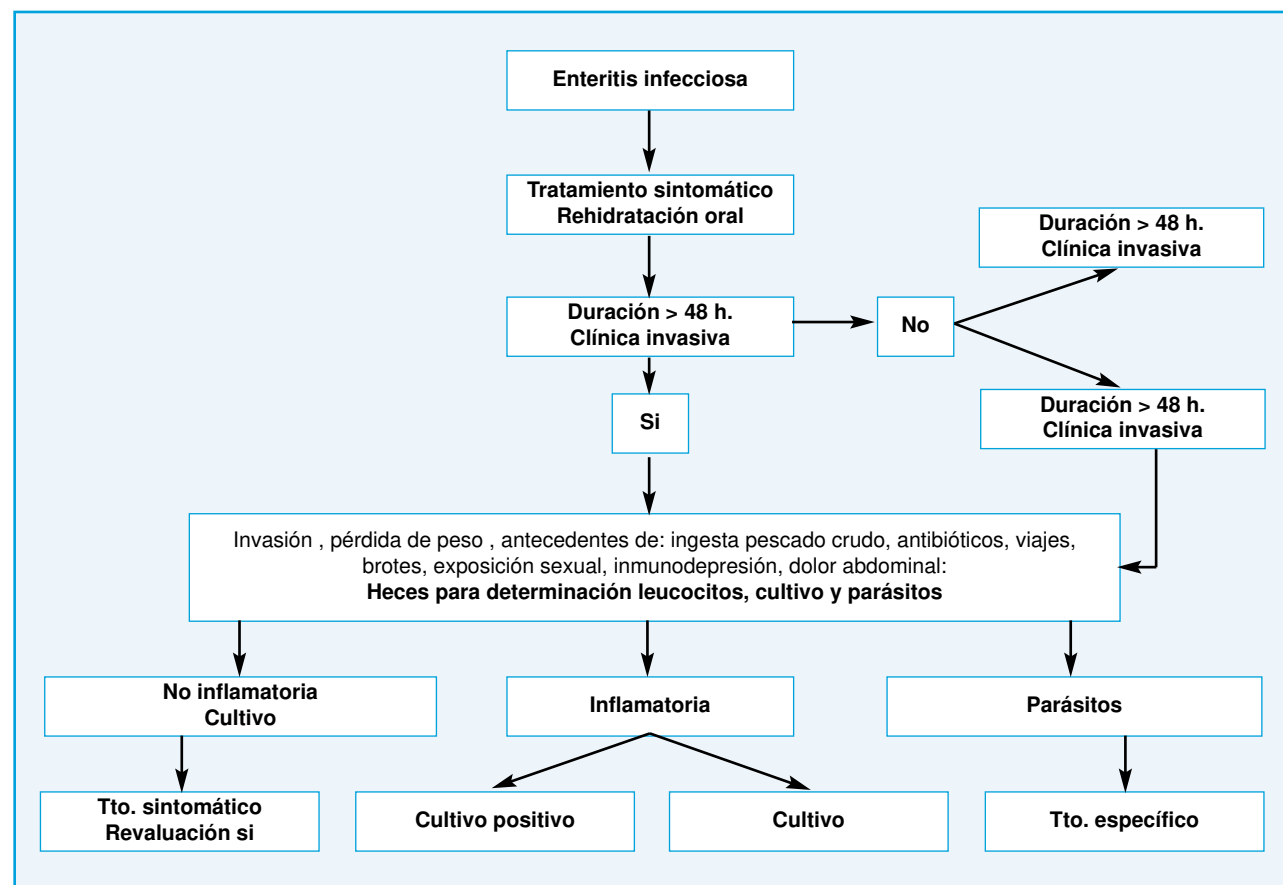 Enteritis infecciosa
Tratamiento sintomático
Rehidratación oral
Duración > 48 h.
Clínica invasiva
Duración > 48 h.
Clínica invasiva
No
Duración > 48 h.
Clínica invasiva
Si
Invasión , pérdida de peso , antecedentes de: ingesta pescado crudo, antibióticos, viajes,
brotes, exposición sexual, inmunodepresión, dolor abdominal:
Heces para determinación leucocitos, cultivo y parásitos
No inflamatoria
Cultivo
Inflamatoria
Parásitos
Tto. sintomático
Revaluación si
Cultivo positivo
Cultivo
Tto. específico